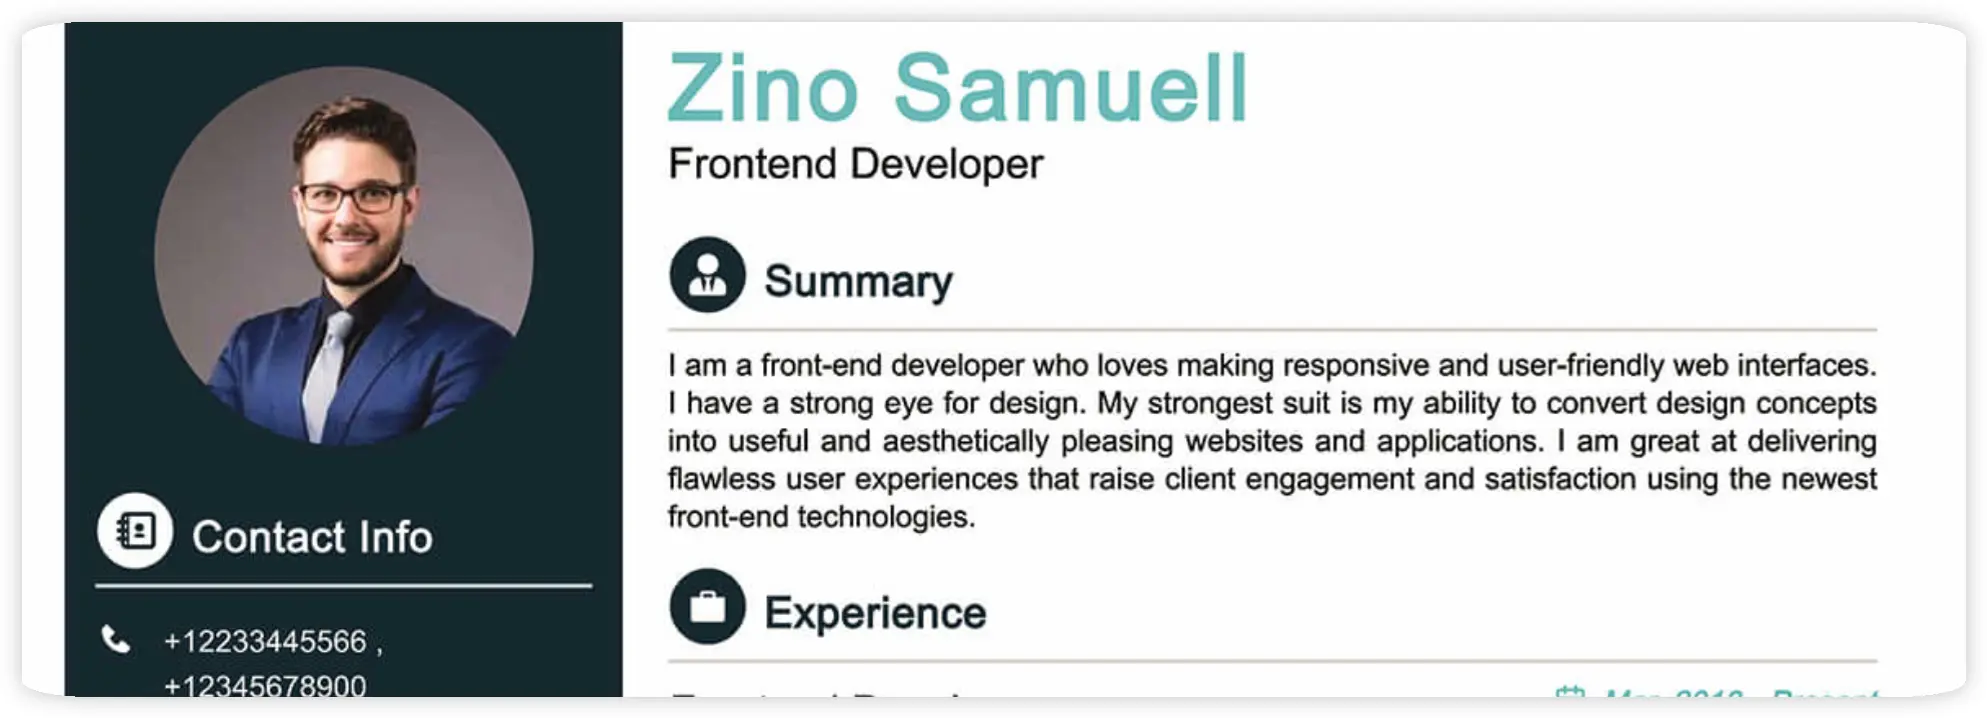 Zino Samuell
Frontend Developer
Summary
I am a front-end developer who loves making responsive and user-friendly web interfaces.
I have a strong eye for design. My strongest suit is my ability to convert design concepts
into useful and aesthetically pleasing websites and applications. I am great at delivering
flawless user experiences that raise client engagement and satisfaction using the newest
front-end technologies.
Experience
Contact Info
+12233445566 ,
+12345678900